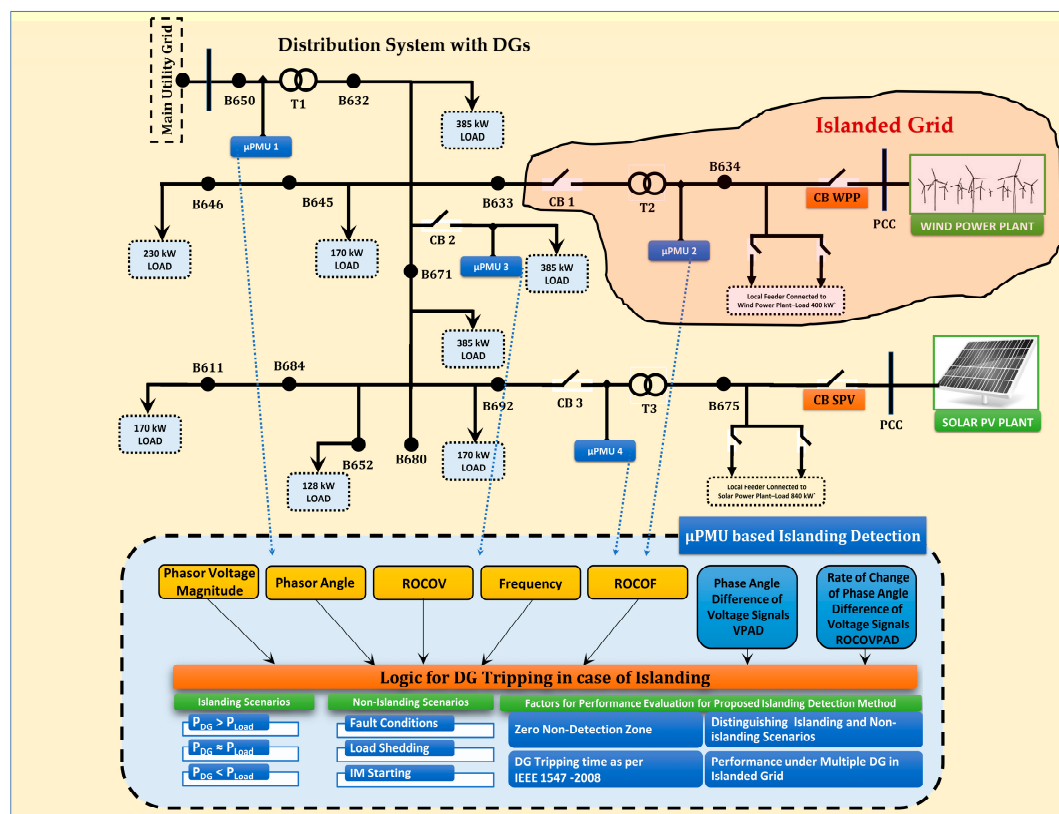 Distribution System with DGs
Main Utility Grid
B650
T1
B632
385 kW
LOAD
µPMU 1
Islanded Grid
B646
B645
B633
CB 1
T2
B634
CB WPP
PCC
WIND POWER PLANT
230 kW
LOAD
170 kW
LOAD
CB 2
µPMU 3
385 kW
LOAD
µPMU 2
B671
Local Feeder Connected to
Wind Power Plant–Load 400 kW
385 kW
LOAD
B611
B684
B692
CB 3
T3
B675
CB SPV
PCC
SOLAR PV PLANT
170 kW
LOAD
B652
B680
170 kW
LOAD
µPMU 4
128 kW
LOAD
Local Feeder Connected to
Solar Power Plant–Load 840 kW
µPMU based Islanding Detection
Phasor Voltage
Magnitude
Phasor Angle
ROCOV
Frequency
ROCOF
Phase Angle
Difference of
Voltage Signals
VPAD
Rate of Change
of Phase Angle
Difference of
Voltage Signals
ROCOVPAD
Logic for DG Tripping in case of Islanding
Islanding Scenarios
Non-Islanding Scenarios
Factors for Performance Evaluation for Proposed Islanding Detection Method
P_DG > P_Load
P_DG ≈ P_Load
P_DG < P_Load
Fault Conditions
Load Shedding
IM Starting
Zero Non-Detection Zone
Distinguishing Islanding and Non-
islanding Scenarios
DG Tripping time as per
IEEE 1547 -2008
Performance under Multiple DG in
Islanded Grid